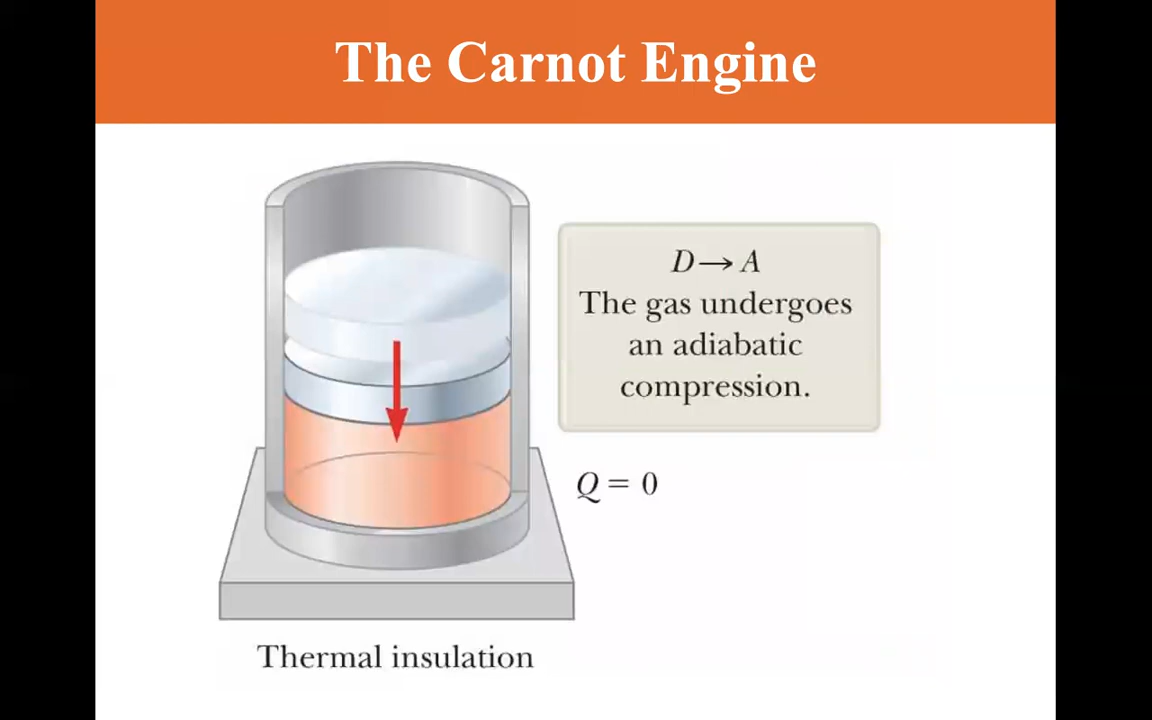 The Carnot Engine
D → A
The gas undergoes
an adiabatic
compression.
Q = 0
Thermal insulation